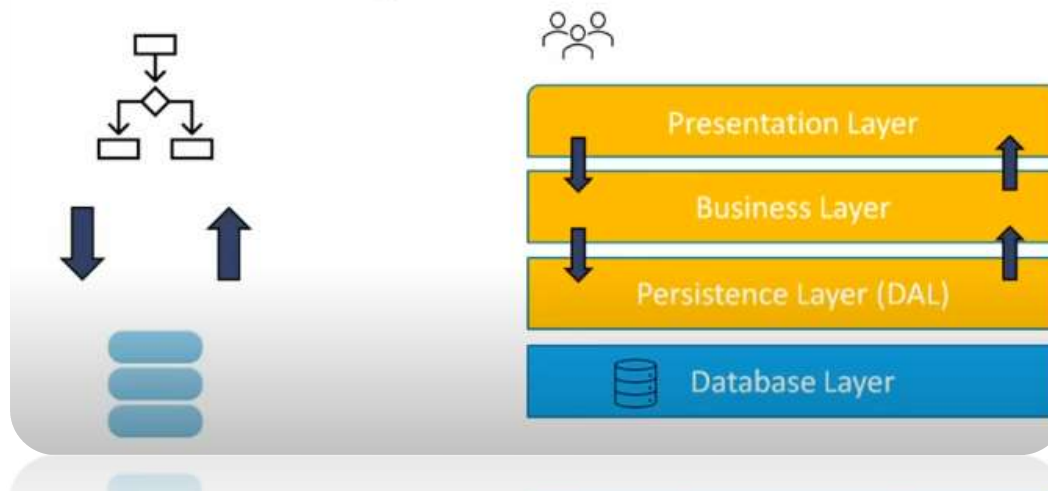 Presentation Layer
Business Layer
Persistence Layer (DAL)
Database Layer